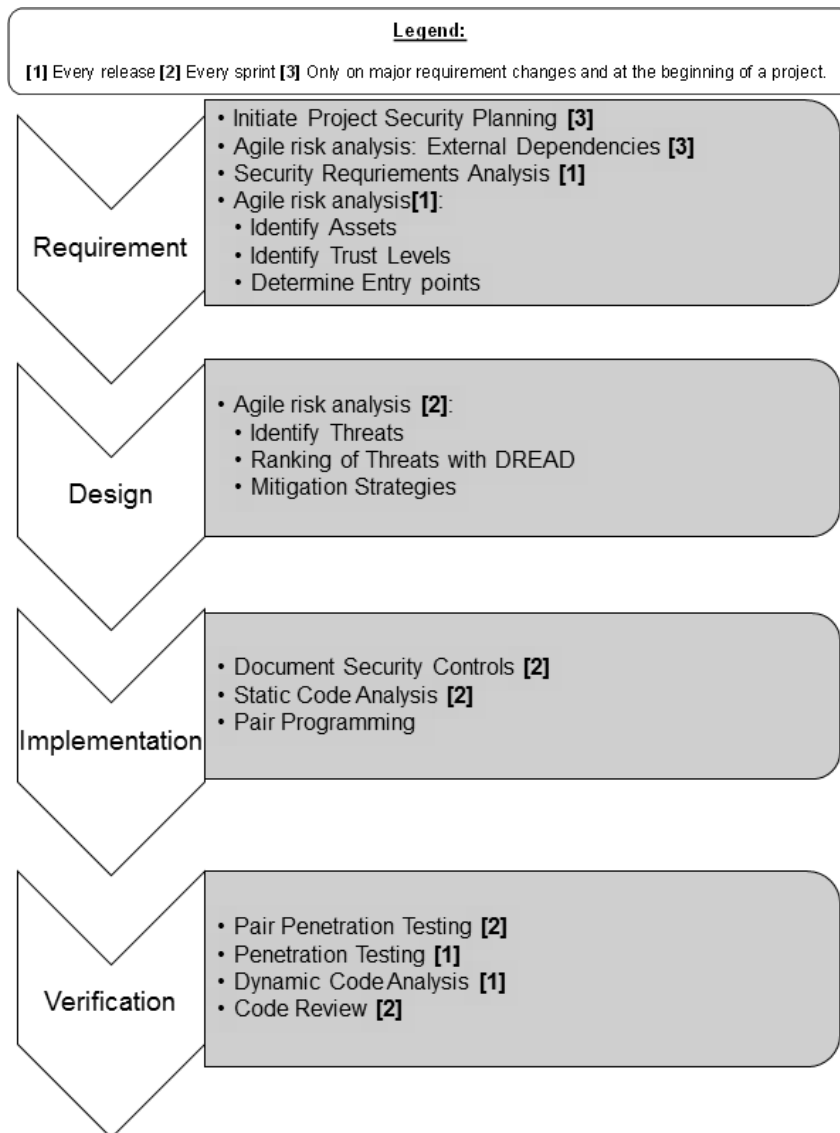 Legend:
[1] Every release [2] Every sprint [3] Only on major requirement changes and at the beginning of a project.
Requirement
• Initiate Project Security Planning [3]
• Agile risk analysis: External Dependencies [3]
• Security Requriements Analysis [1]
• Agile risk analysis[1]:
• Identify Assets
• Identify Trust Levels
• Determine Entry points
Design
• Agile risk analysis [2]:
• Identify Threats
• Ranking of Threats with DREAD
• Mitigation Strategies
Implementation
• Document Security Controls [2]
• Static Code Analysis [2]
• Pair Programming
Verification
• Pair Penetration Testing [2]
• Penetration Testing [1]
• Dynamic Code Analysis [1]
• Code Review [2]